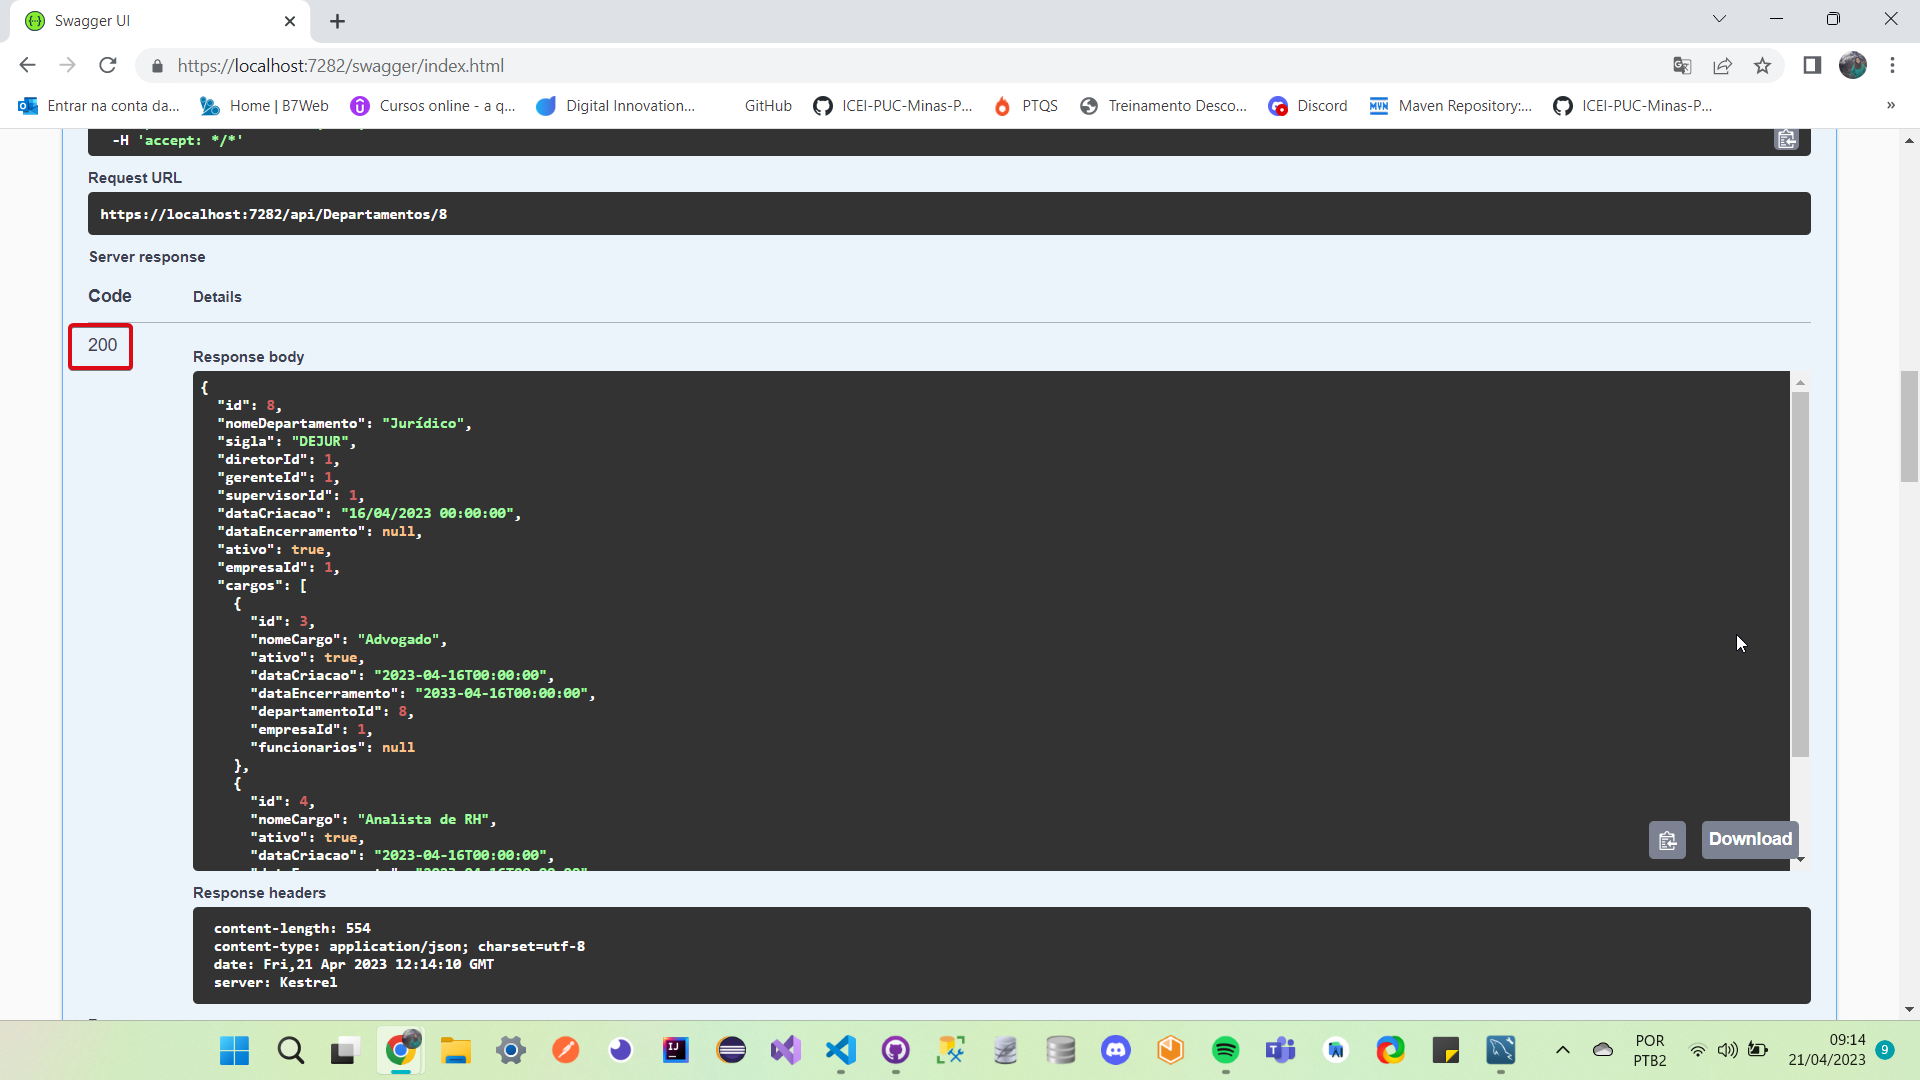 Swagger UI
https://localhost:7282/swagger/index.html
Entrar na conta da...
Home | B7Web
Cursos online - a q...
Digital Innovation...
GitHub
ICEI-PUC-Minas-P...
PTQS
Treinamento Desco...
Discord
MVN
Maven Repository:...
ICEI-PUC-Minas-P...
»
-H 'accept: */*'
Request URL
https://localhost:7282/api/Departamentos/8
Server response
Code
Details
200
Response body
{
"id": 8,
"nomeDepartamento": "Jurídico",
"sigla": "DEJUR",
"diretorId": 1,
"gerenteId": 1,
"supervisorId": 1,
"dataCriacao": "16/04/2023 00:00:00",
"dataEncerramento": null,
"ativo": true,
"empresaId": 1,
"cargos": [
{
"id": 3,
"nomeCargo": "Advogado",
"ativo": true,
"dataCriacao": "2023-04-16T00:00:00",
"dataEncerramento": "2033-04-16T00:00:00",
"departamentoId": 8,
"empresaId": 1,
"funcionarios": null
},
{
"id": 4,
"nomeCargo": "Analista de RH",
"ativo": true,
"dataCriacao": "2023-04-16T00:00:00",
Download
Response headers
content-length: 554
content-type: application/json; charset=utf-8
date: Fri,21 Apr 2023 12:14:10 GMT
server: Kestrel
IJ
POR
PTB2
09:14
21/04/2023
9